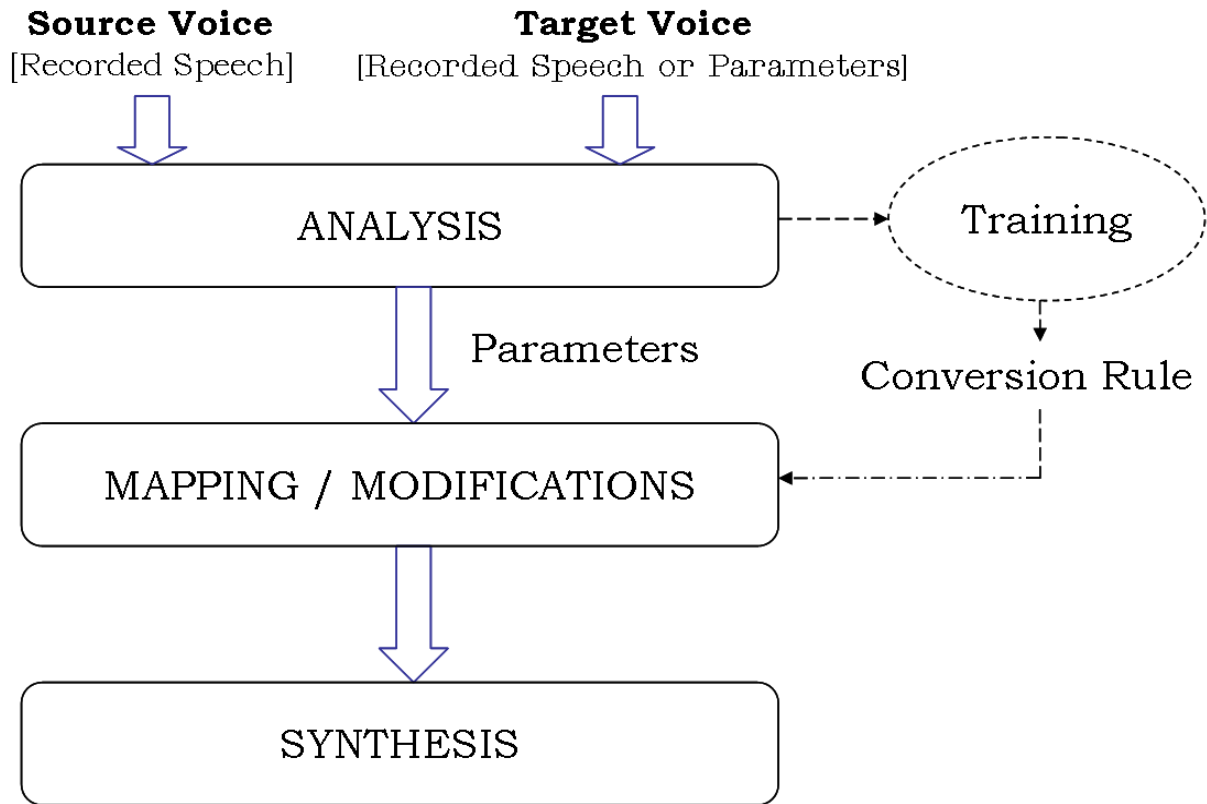 Source Voice
[Recorded Speech]
Target Voice
[Recorded Speech or Parameters]
ANALYSIS
Training
Parameters
Conversion Rule
MAPPING / MODIFICATIONS
SYNTHESIS